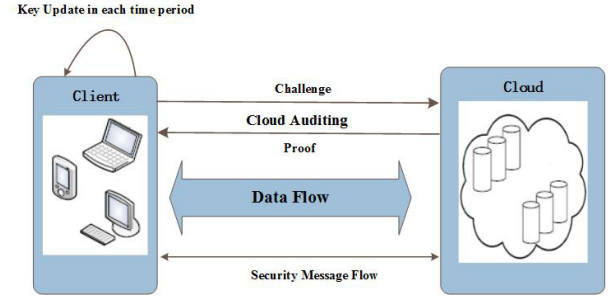 Key Update in each time period
Client
Cloud
Challenge
Cloud Auditing
Proof
Data Flow
Security Message Flow